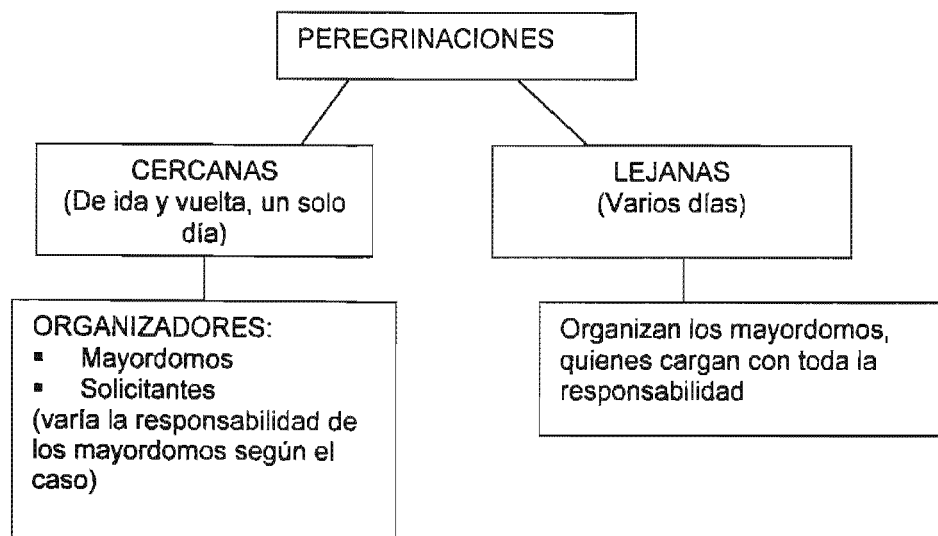 PEREGRINACIONES
CERCANAS
(De ida y vuelta, un solo
día)
LEJANAS
(Varios días)
ORGANIZADORES:
▪ Mayordomos
▪ Solicitantes
(varía la responsabilidad de
los mayordomos según el
caso)
Organizan los mayordomos,
quienes cargan con toda la
responsabilidad